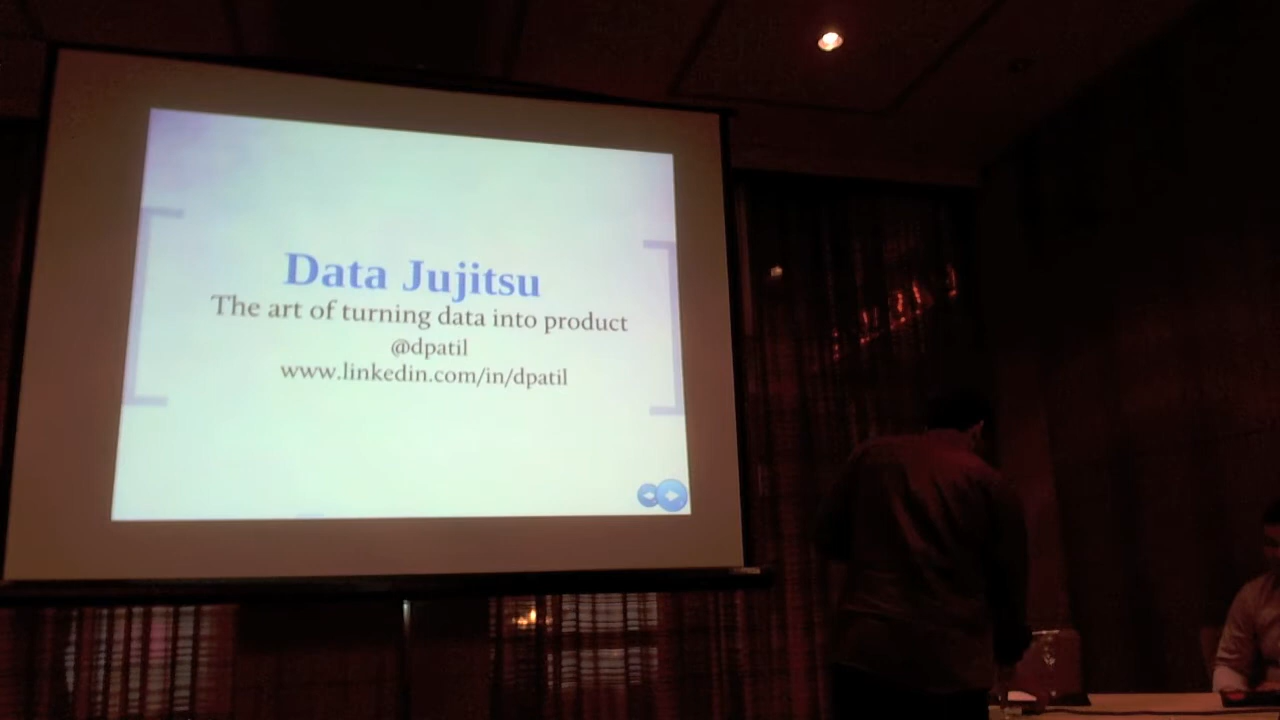 Data Jujitsu
The art of turning data into product
@dpatil
www.linkedin.com/in/dpatil